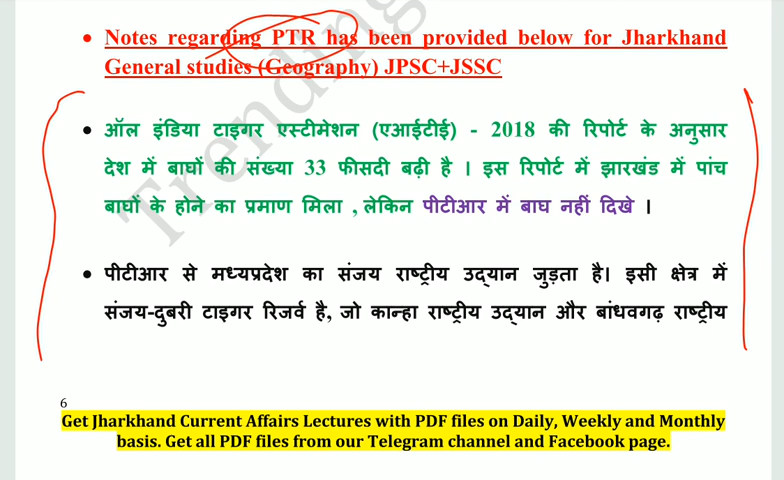 Notes regarding PTR has been provided below for Jharkhand
General studies (Geography) JPSC+JSSC
ऑल इंडिया टाइगर एस्टीमेशन (एआईटीई) - 2018 की रिपोर्ट के अनुसार
देश में बाघों की संख्या 33 फीसदी बढ़ी है । इस रिपोर्ट में झारखंड में पांच
बाघों के होने का प्रमाण मिला , लेकिन पीटीआर में बाघ नहीं दिखे ।
पीटीआर से मध्यप्रदेश का संजय राष्ट्रीय उद्यान जुड़ता है। इसी क्षेत्र में
संजय-दुबरी टाइगर रिजर्व है, जो कान्हा राष्ट्रीय उद्यान और बांधवगढ़ राष्ट्रीय
6
Get Jharkhand Current Affairs Lectures with PDF files on Daily, Weekly and Monthly
basis. Get all PDF files from our Telegram channel and Facebook page.
Trending